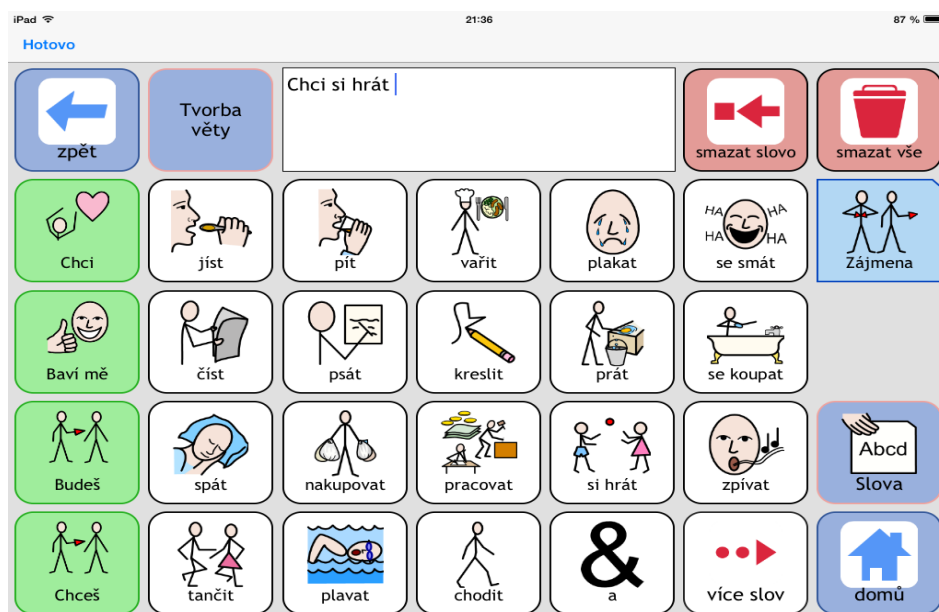 iPad 21:36 87 %
Hotovo
zpět
Tvorba
věty
Chci si hrát
smazat slovo
smazat vše
Chci
jíst
pít
vařit
plakat
HA HA
HA HA
se smát
Zájmena
Baví mě
číst
psát
kreslit
prát
se koupat
Budeš
spát
nakupovat
pracovat
si hrát
zpívat
Abcd
Slova
Chceš
tančit
plavat
chodit
&
a
více slov
domů